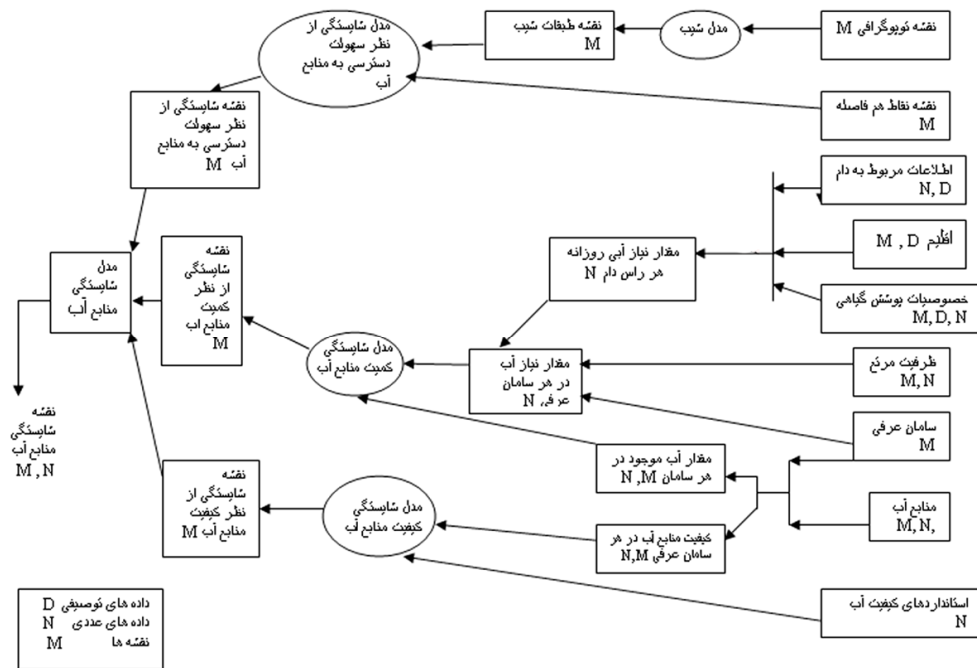 نقشه توپوگرافی M
مدل شیب
نقشه طبقات شیب
M
مدل شایستگی از
نظر سهولت
دسترسی به منابع
آب
نقشه نقاط هم فاصله
M
نقشه شایستگی از
نظر سهولت
دسترسی به منابع
آب M
اطلاعات مربوط به دام
N, D
اقلیم M , D
خصوصیات پوشش گیاهی
M, D, N
مقدار نیاز آبی روزانه
هر راس دام N
نقشه
شایستگی
از نظر
کمیت
منابع اب
M
مدل
شایستگی
منابع آب
مدل شایستگی
کمیت منابع آب
مقدار نیاز آب
در هر سامان
عرفی N
ظرفیت مرتع
M, N
سامان عرفی
M
نقشه
شایستگی
منابع آب
M , N
مقدار آب موجود در
هر سامان N, M
منابع آب
M, N,
نقشه
شایستگی از
نظر کیفیت
منابع آب M
مدل شایستگی
کیفیت منابع آب
کیفیت منابع آب در هر
سامان عرفی N,M
استانداردهای کیفیت آب
N
داده های توصیفی D
داده های عددی N
نقشه ها M